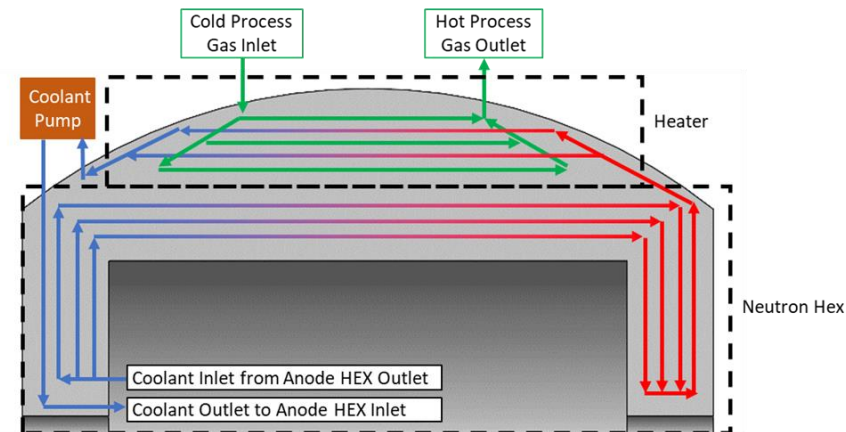 Cold Process
Gas Inlet
Hot Process
Gas Outlet
Coolant
Pump
Heater
Neutron Hex
Coolant Inlet from Anode HEX Outlet
Coolant Outlet to Anode HEX Inlet